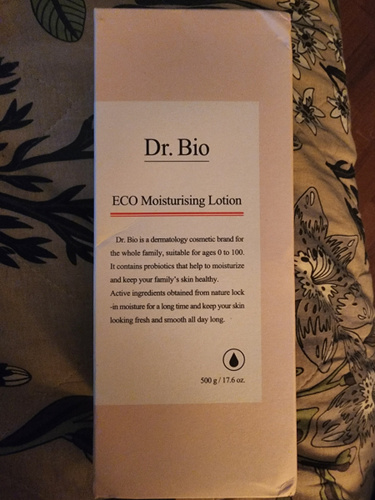 Dr. Bio
ECO Moisturising Lotion
Dr. Bio is a dermatology cosmetic brand for
the whole family, suitable for ages 0 to 100.
It contains probiotics that help to moisturize
and keep your family's skin healthy.
Active ingredients obtained from nature lock
-in moisture for a long time and keep your skin
looking fresh and smooth all day long.
500 g / 17.6 oz.